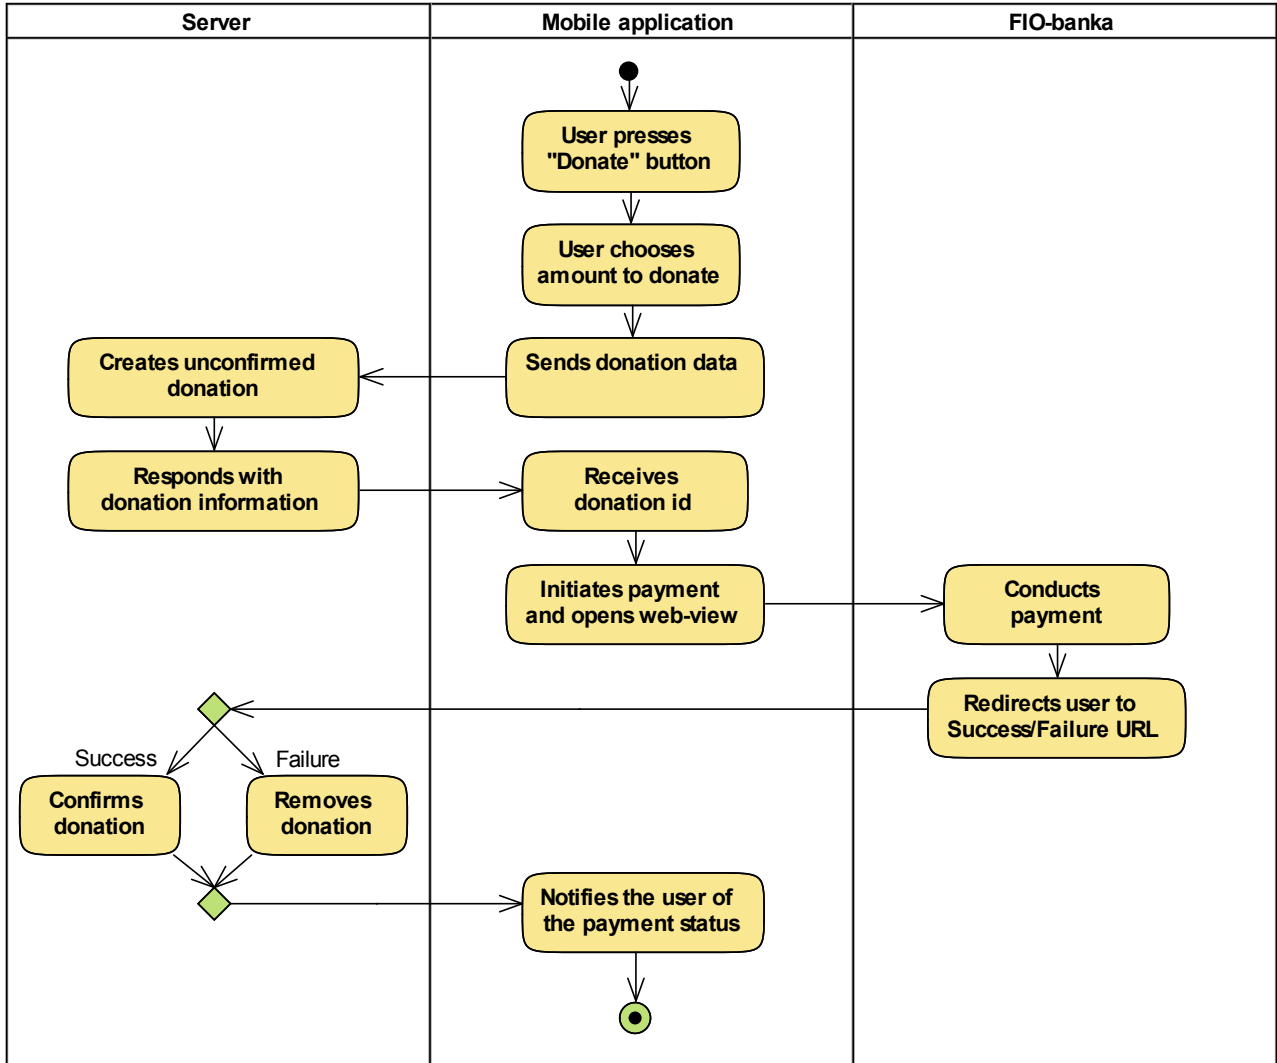 Server
Mobile application
FIO-banka
User presses
"Donate" button
User chooses
amount to donate
Sends donation data
Creates unconfirmed
donation
Responds with
donation information
Receives
donation id
Initiates payment
and opens web-view
Conducts
payment
Redirects user to
Success/Failure URL
Success
Failure
Confirms
donation
Removes
donation
Notifies the user of
the payment status